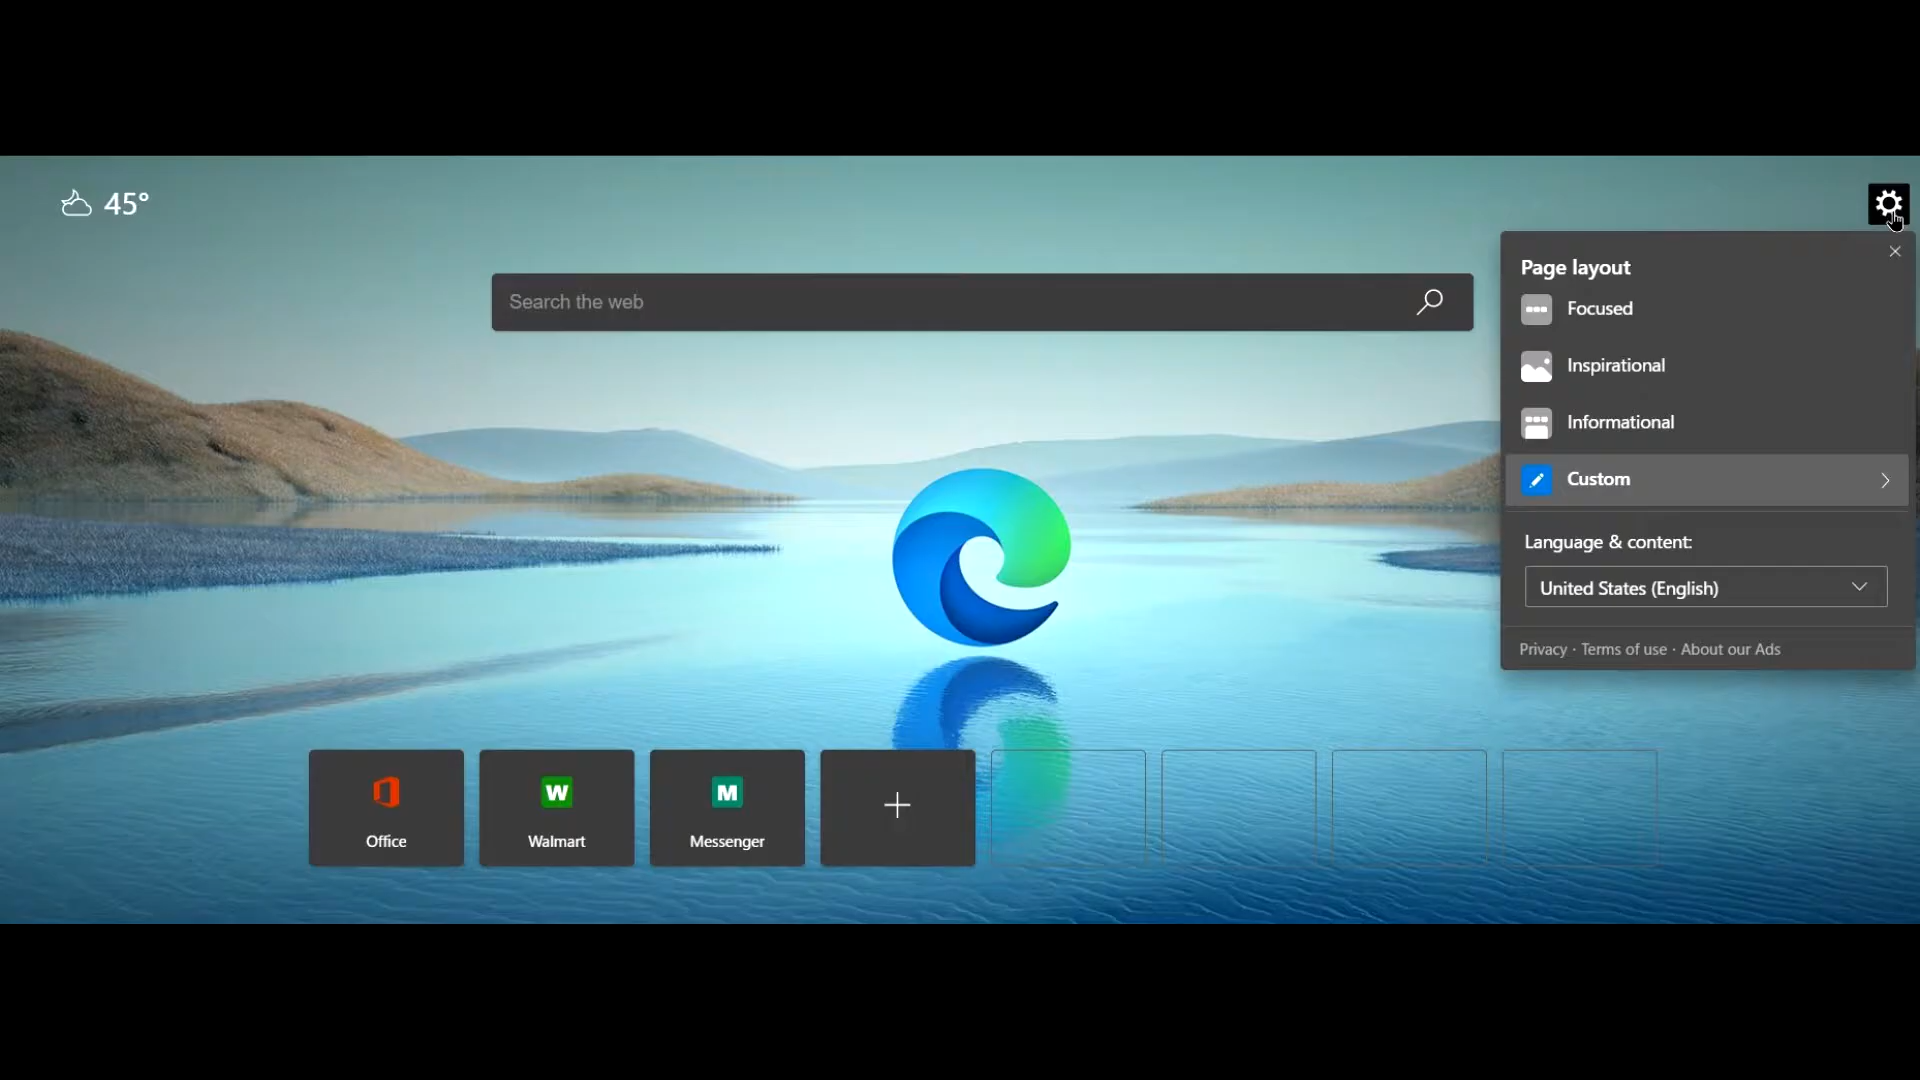 45°
Search the web
Page layout
Focused
Inspirational
Informational
Custom
Language & content:
United States (English)
Privacy · Terms of use · About our Ads
W
M
Office
Walmart
Messenger